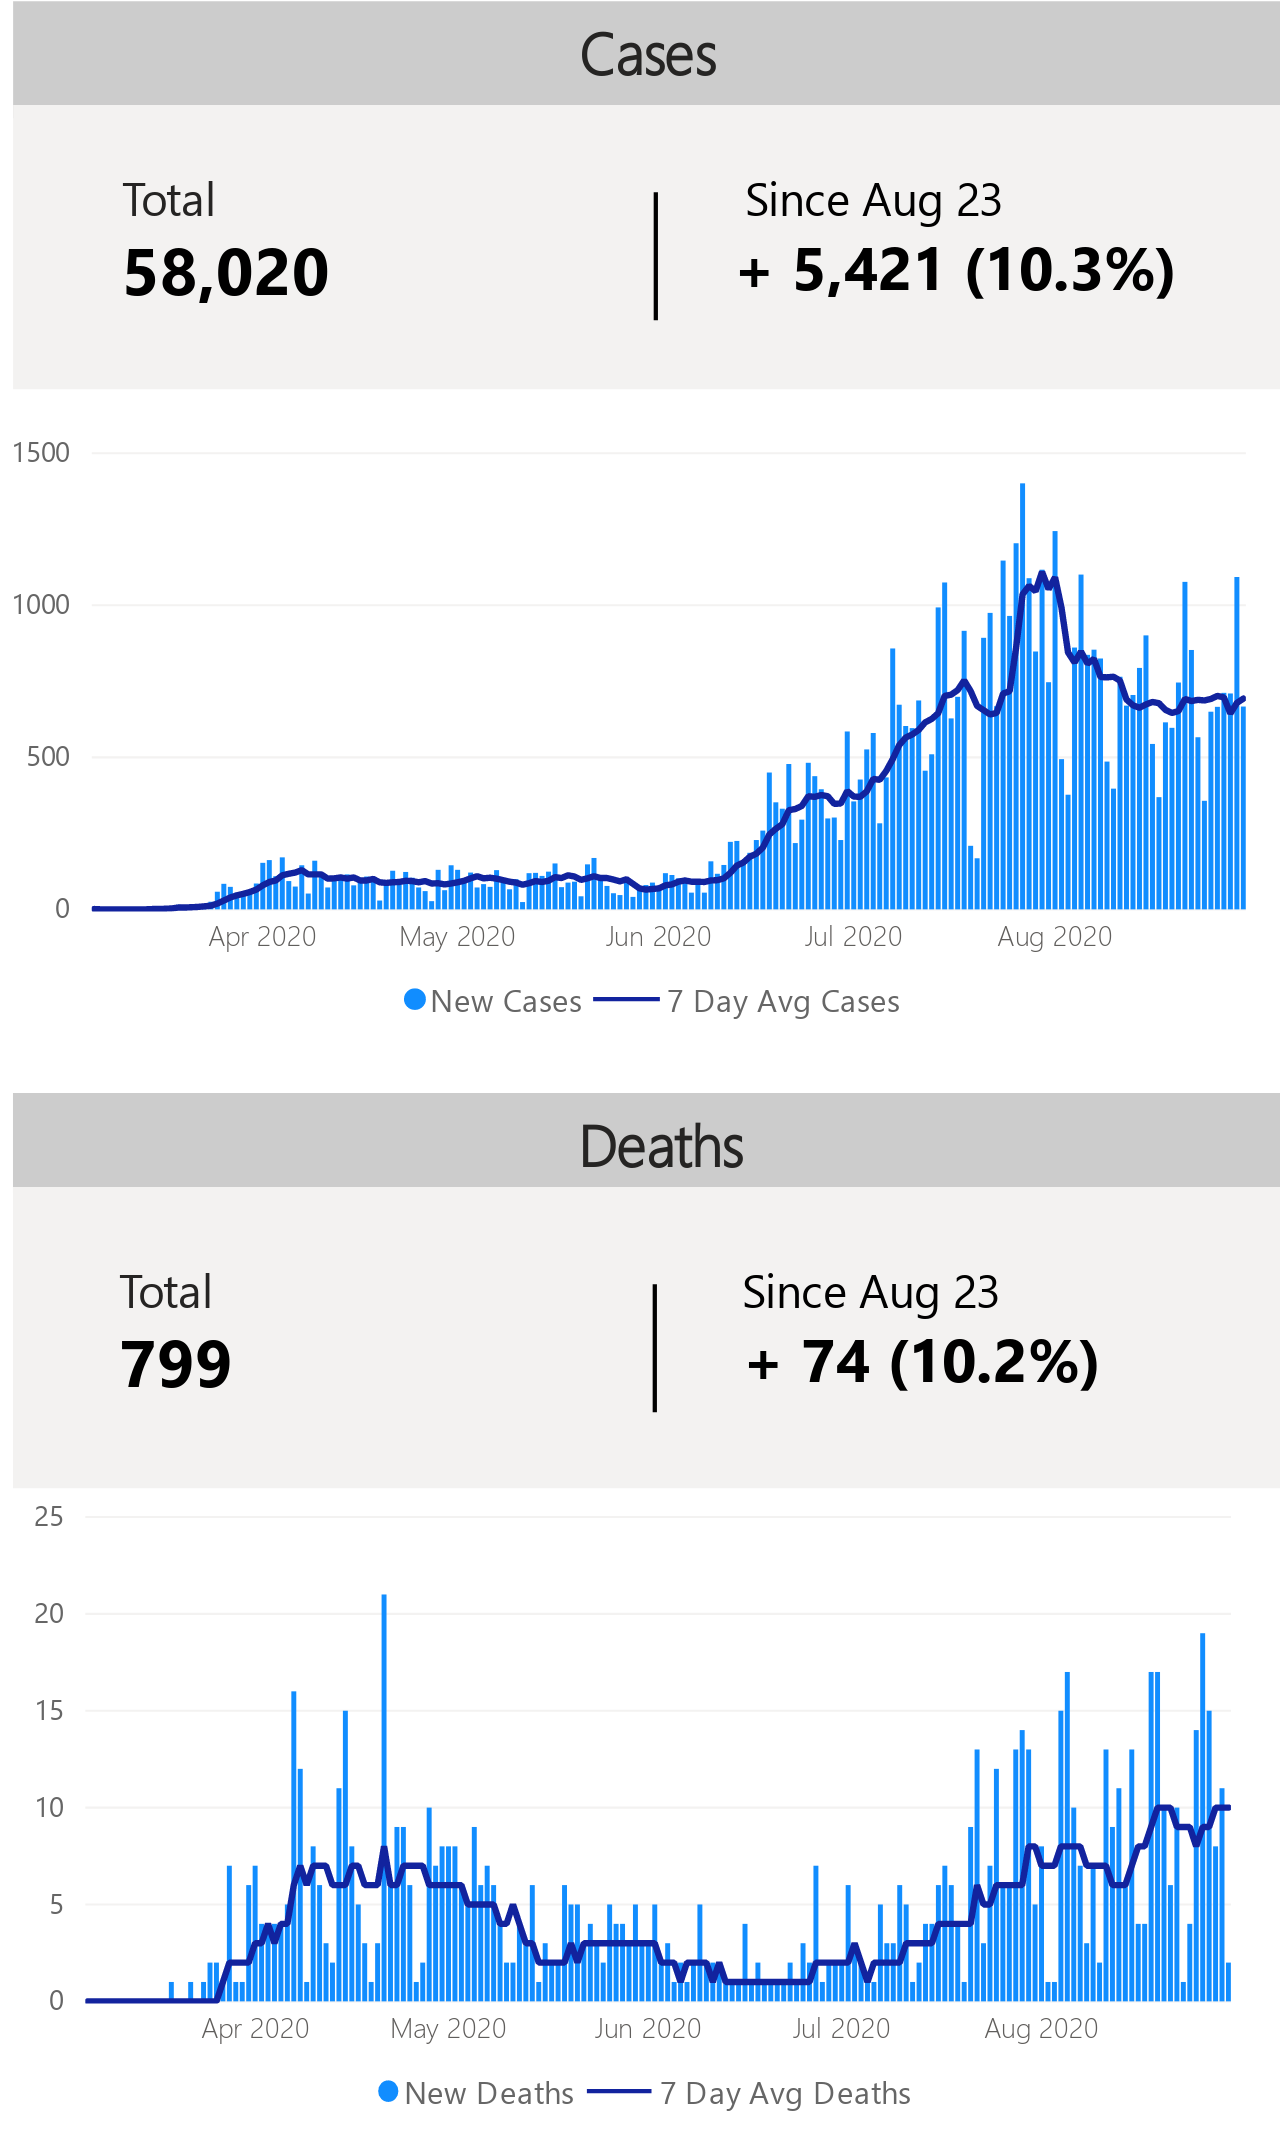 Cases
Total
Since Aug 23
58,020
+ 5,421 (10.3%)
1500
1000
500
0
Apr 2020
May 2020
Jun 2020
Jul 2020
Aug 2020
New Cases
7 Day Avg Cases
Deaths
Total
Since Aug 23
799
+ 74 (10.2%)
25
20
15
10
5
0
Apr 2020
May 2020
Jun 2020
Jul 2020
Aug 2020
New Deaths
7 Day Avg Deaths